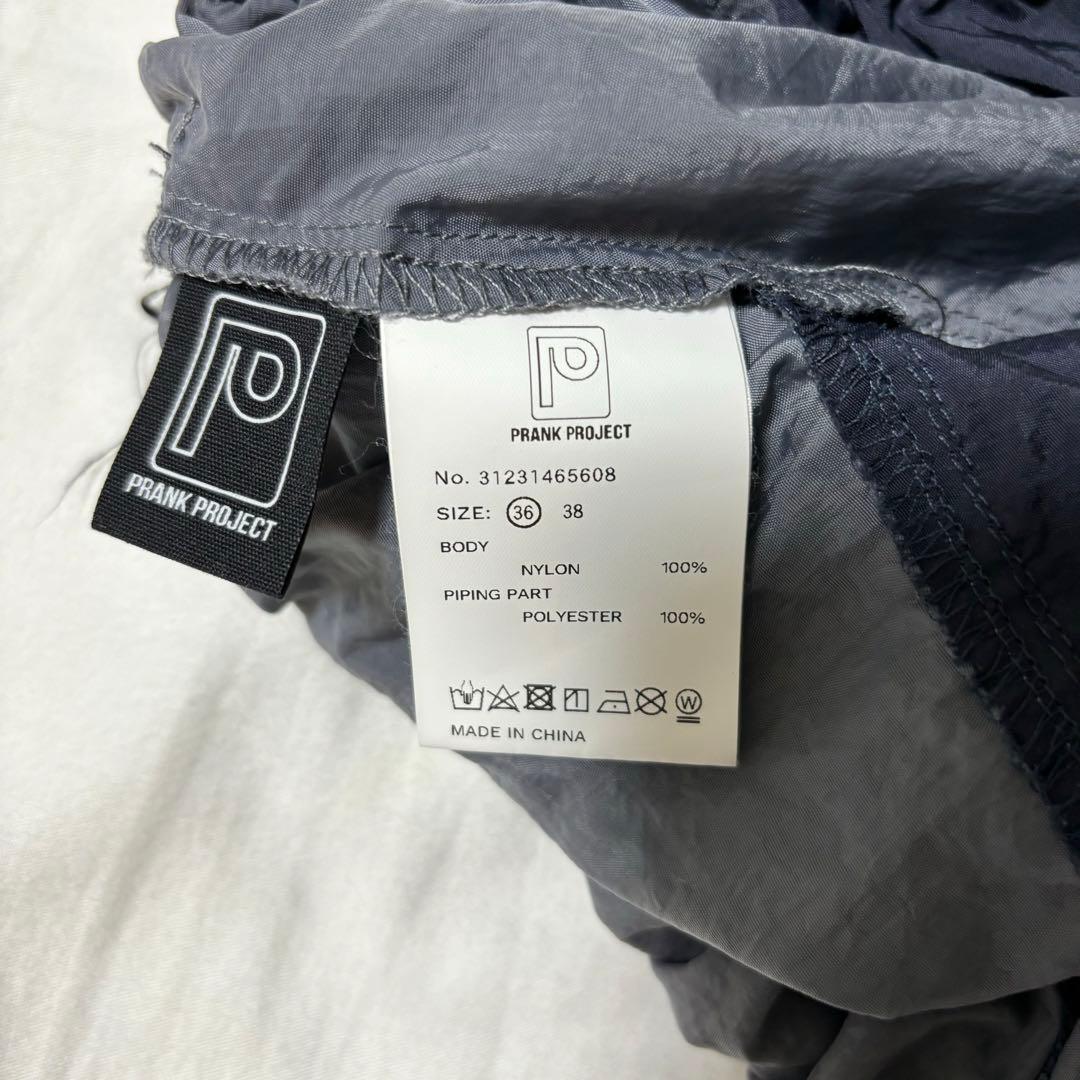 PRANK PROJECT
PRANK PROJECT
No. 31231465608
SIZE: 36 38
BODY
NYLON 100%
PIPING PART
POLYESTER 100%
W
MADE IN CHINA